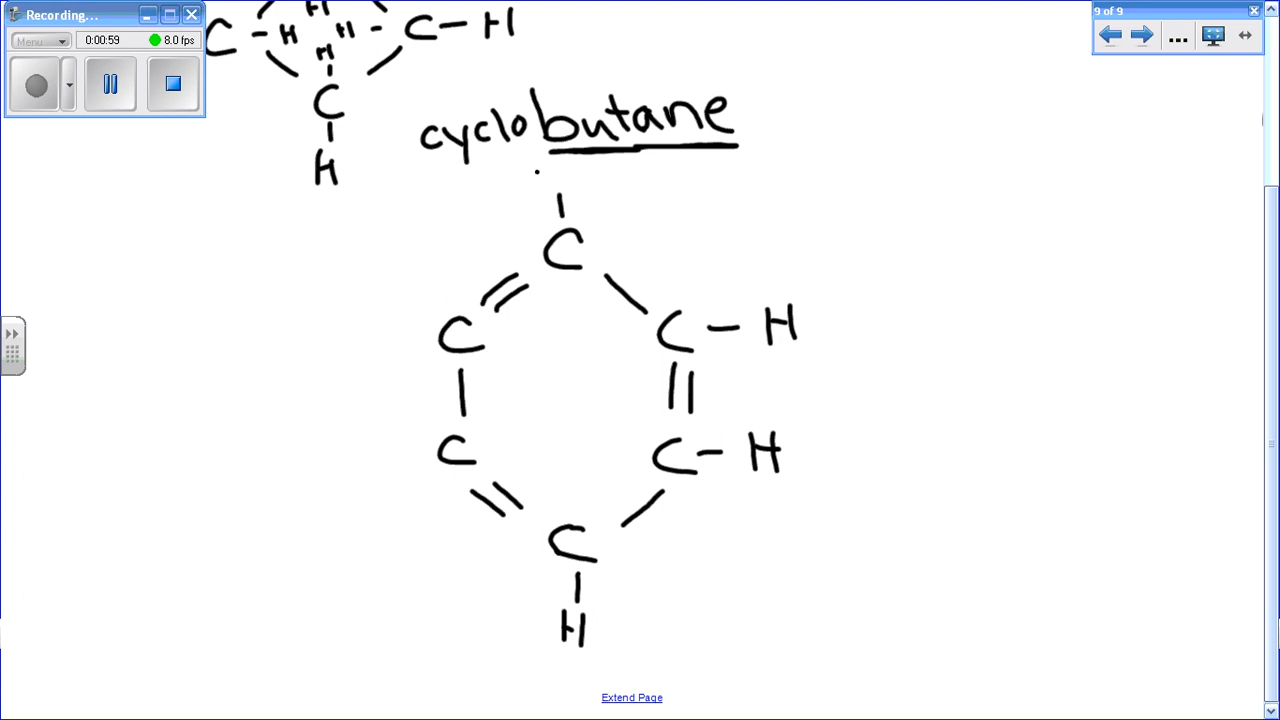 Recording...
9 of 9
Menu
0:00:59
8.0 fps
H
C - H H - C - H
H
C
H
cyclobutane
C
C C - H
C C - H
C
H
Extend Page